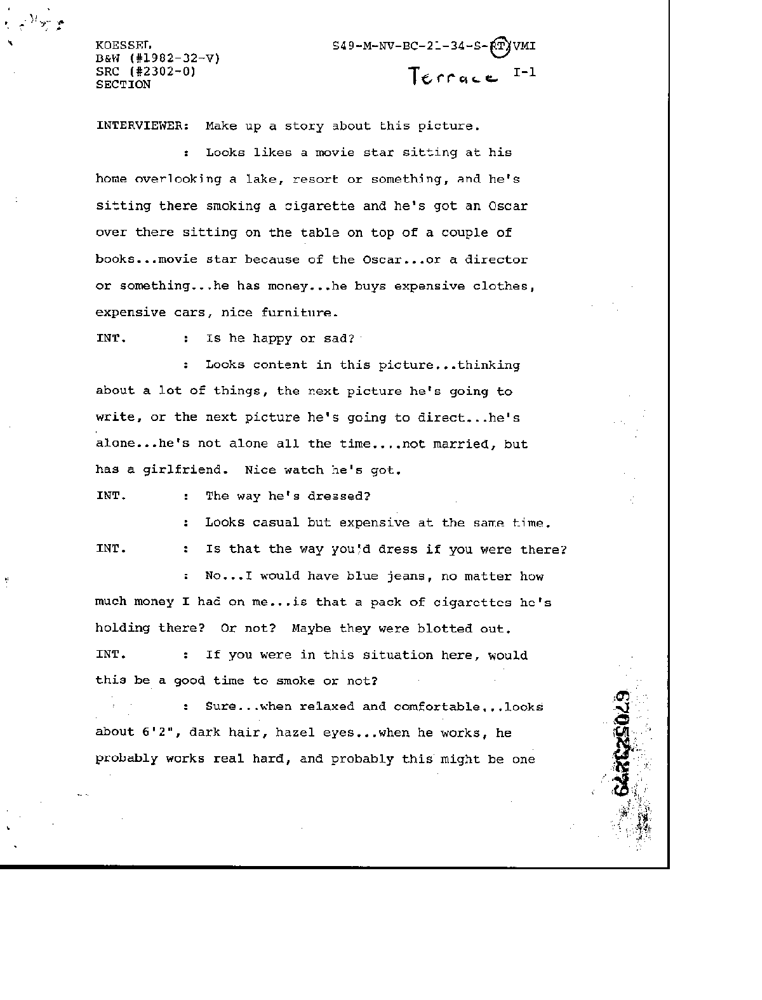 KOESSEL S49-M-NV-BC-21-34-S-RT/VMI
B&W (#1982-32-V)
SRC (#2302-0) Terrace I-1
SECTION
INTERVIEWER: Make up a story about this picture.
: Looks likes a movie star sitting at his
home overlooking a lake, resort or something, and he's
sitting there smoking a cigarette and he's got an Oscar
over there sitting on the table on top of a couple of
books...movie star because of the Oscar...or a director
or something...he has money...he buys expensive clothes,
expensive cars, nice furniture.
INT. : Is he happy or sad?
: Looks content in this picture...thinking
about a lot of things, the next picture he's going to
write, or the next picture he's going to direct...he's
alone...he's not alone all the time....not married, but
has a girlfriend. Nice watch he's got.
INT. : The way he's dressed?
: Looks casual but expensive at the same time.
INT. : Is that the way you'd dress if you were there?
: No...I would have blue jeans, no matter how
much money I had on me...is that a pack of cigarettes he's
holding there? Or not? Maybe they were blotted out.
INT. : If you were in this situation here, would
this be a good time to smoke or not?
: Sure...when relaxed and comfortable...looks
about 6'2", dark hair, hazel eyes...when he works, he
probably works real hard, and probably this might be one